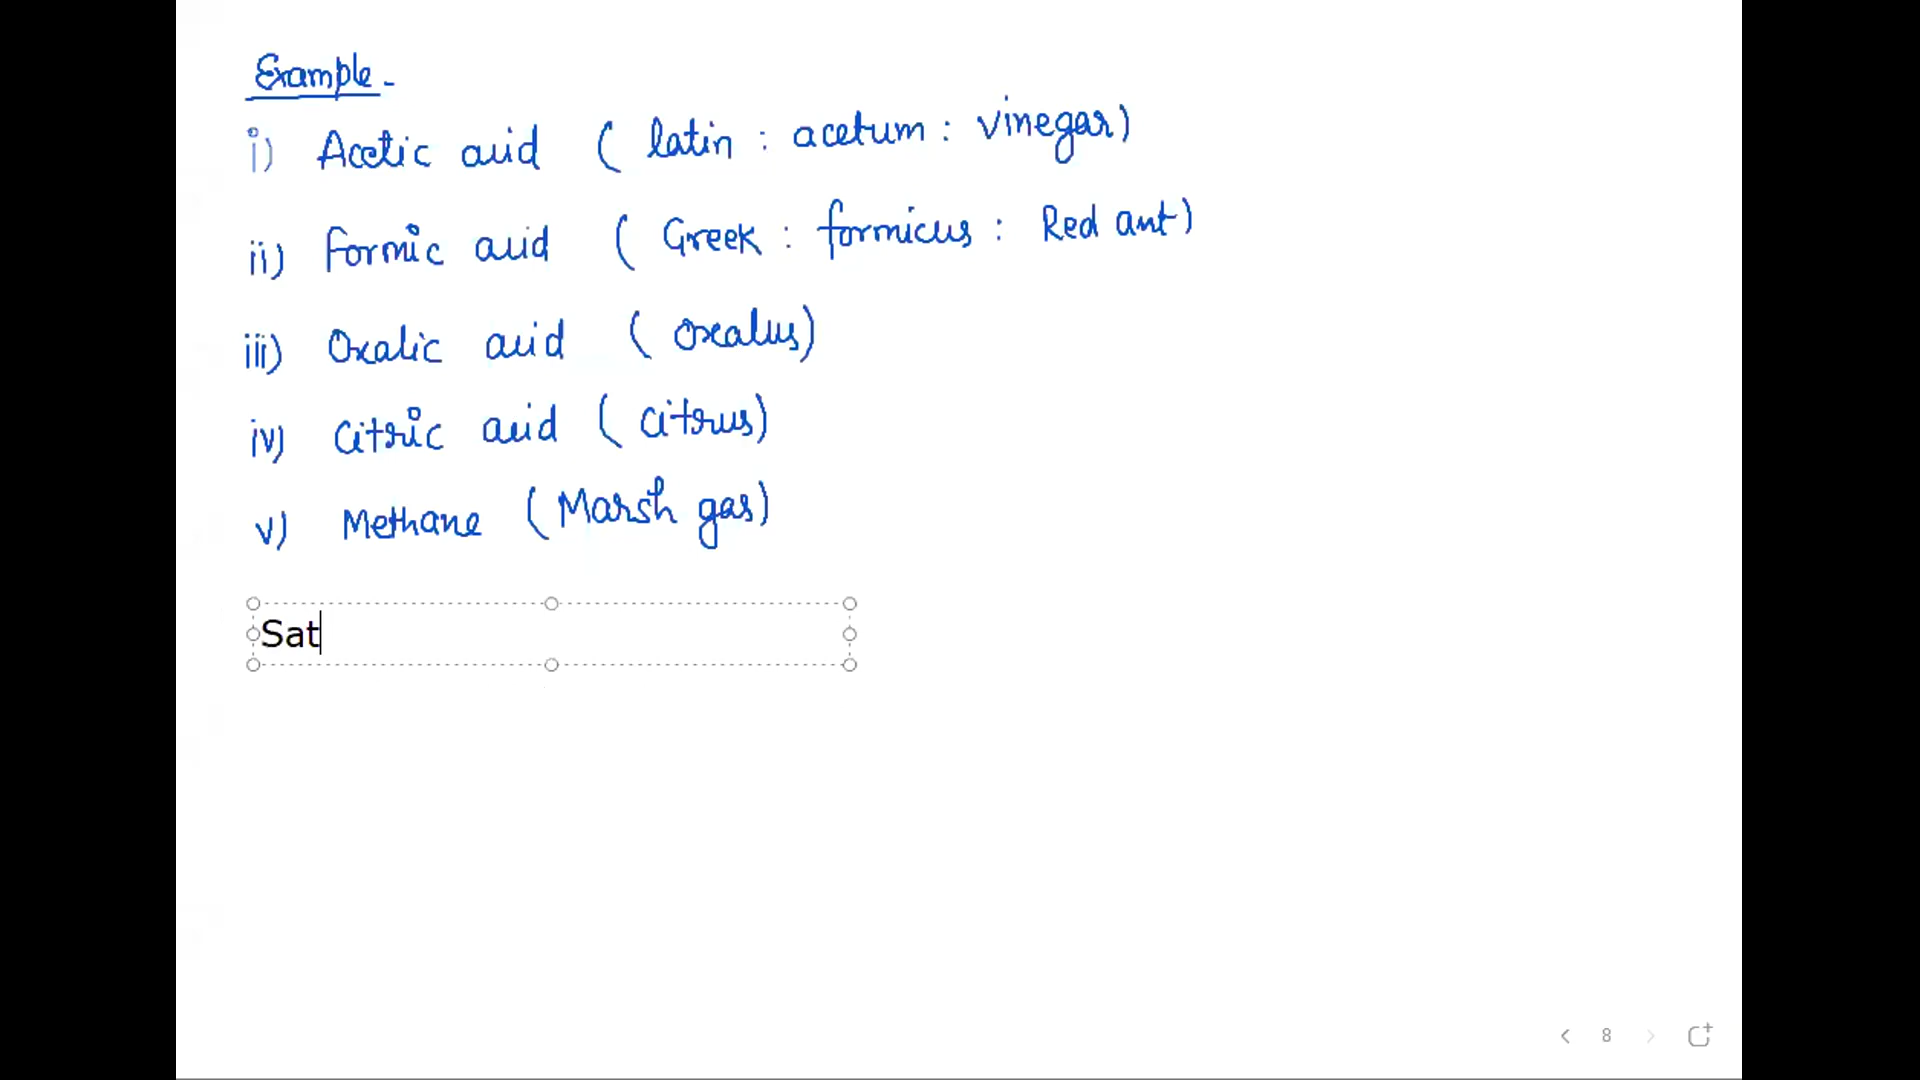 Example -
i) Acetic acid ( latin : acetum : vinegar)
ii) Formic acid ( Greek : formicus : Red ant)
iii) Oxalic acid ( oxalus)
iv) Citric acid ( citrus)
v) Methane (Marsh gas)
Sat
8